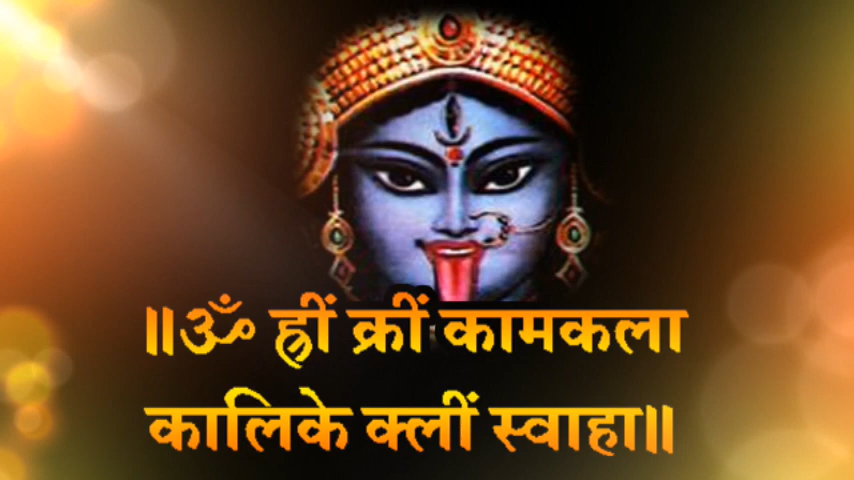 ॥ॐ ह्रीं क्रीं कामकला
कालिके क्लीं स्वाहा॥